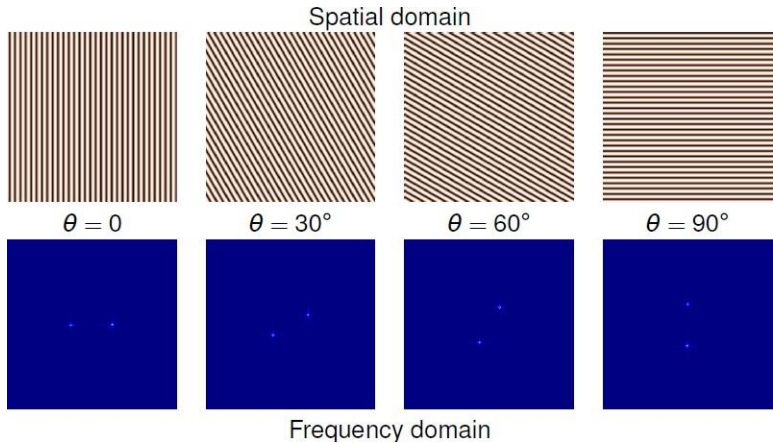 Spatial domain
θ = 0
θ = 30°
θ = 60°
θ = 90°
Frequency domain